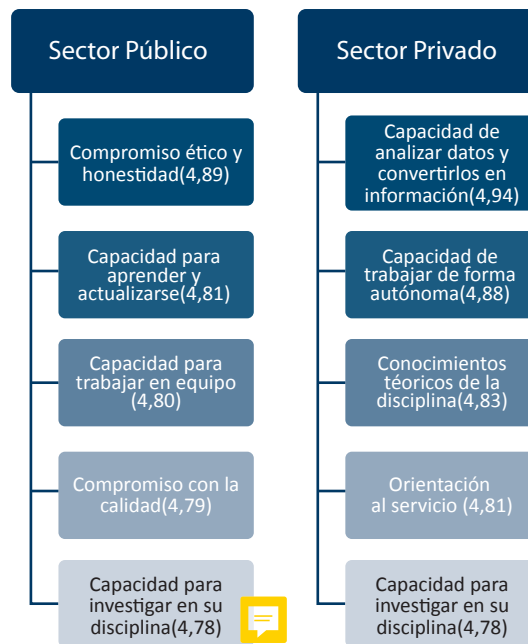 Sector Público
Compromiso ético y
honestidad(4,89)
Capacidad para
aprender y
actualizarse(4,81)
Capacidad para
trabajar en equipo
(4,80)
Compromiso con la
calidad(4,79)
Capacidad para
investigar en su
disciplina(4,78)
Sector Privado
Capacidad de
analizar datos y
convertirlos en
información(4,94)
Capacidad de
trabajar de forma
autónoma(4,88)
Conocimientos
téoricos de la
disciplina(4,83)
Orientación
al servicio (4,81)
Capacidad para
investigar en su
disciplina(4,78)